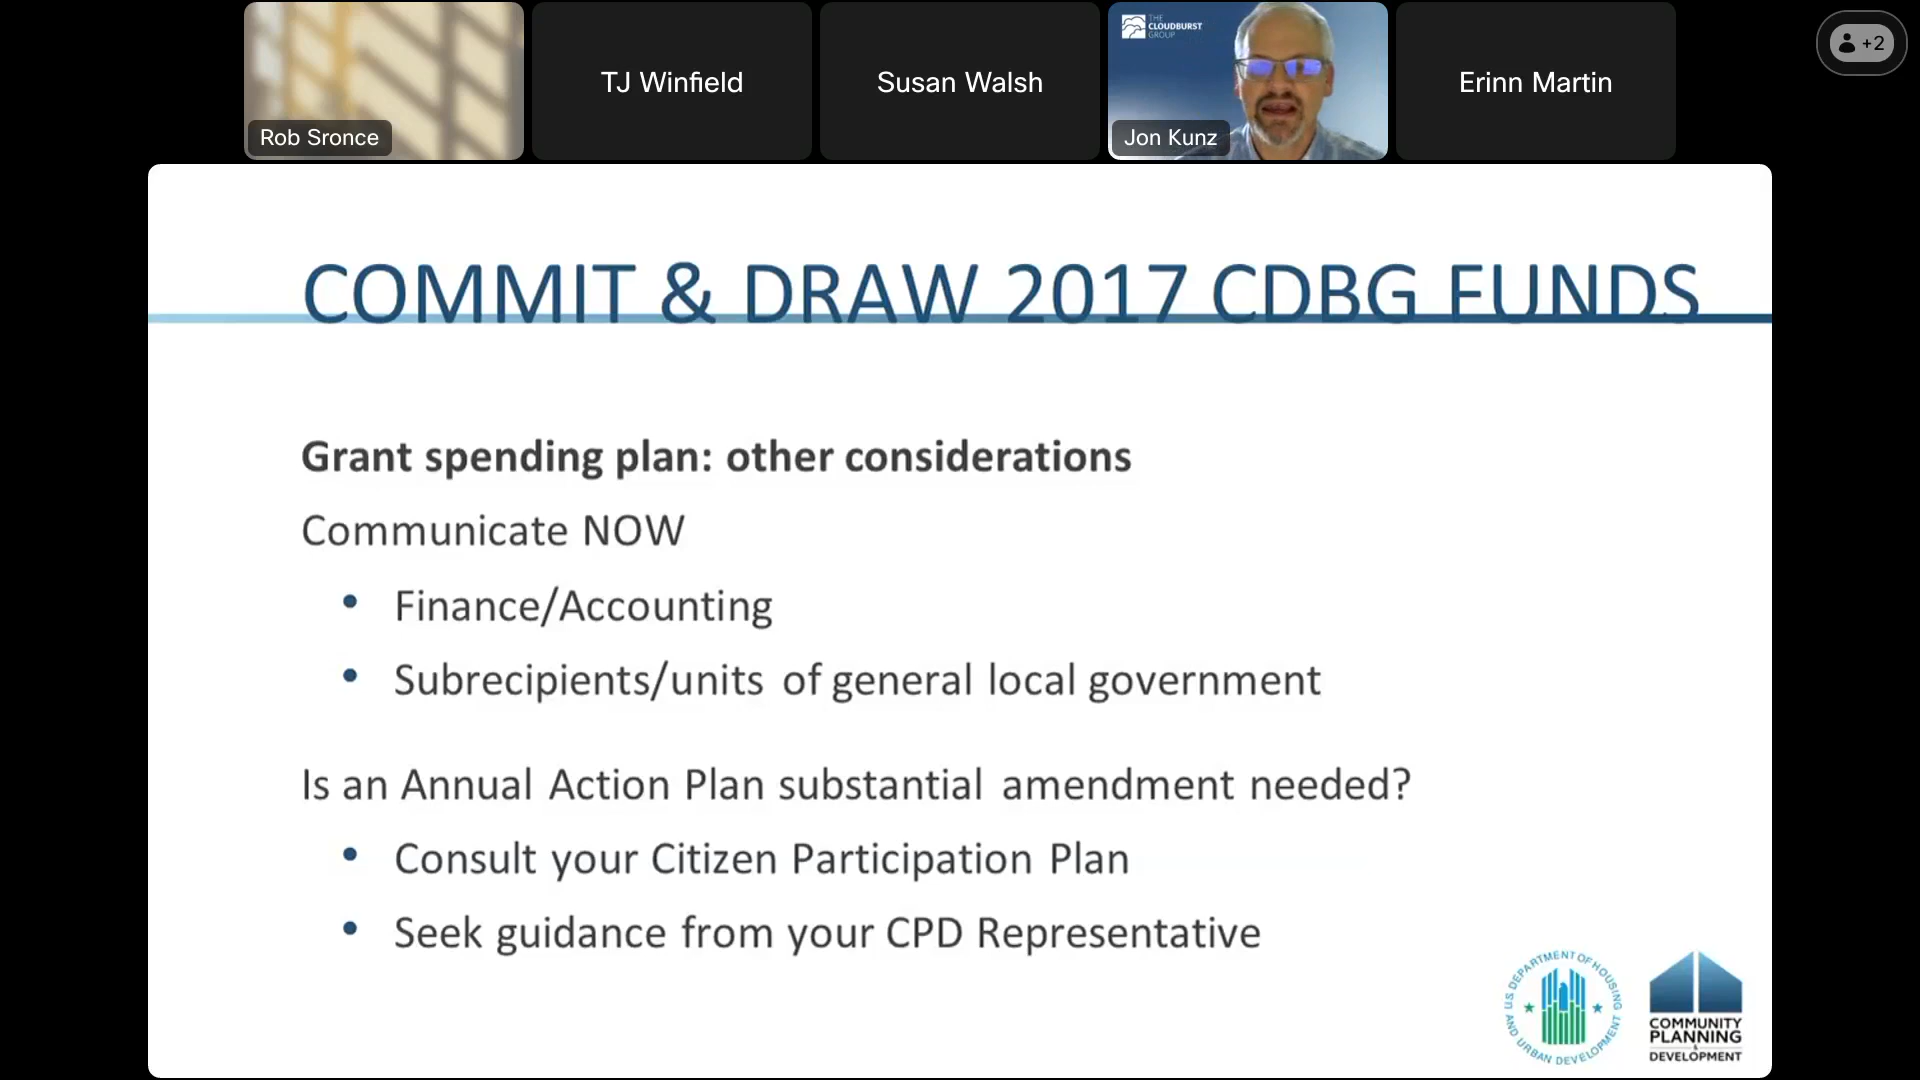 THE
CLOUDBURST
GROUP
Rob Sronce
TJ Winfield
Susan Walsh
Jon Kunz
Erinn Martin
+2
COMMIT & DRAW 2017 CDBG FUNDS
Grant spending plan: other considerations
Communicate NOW
• Finance/Accounting
• Subrecipients/units of general local government
Is an Annual Action Plan substantial amendment needed?
• Consult your Citizen Participation Plan
• Seek guidance from your CPD Representative
U.S. DEPARTMENT OF HOUSING
AND URBAN DEVELOPMENT
COMMUNITY
PLANNING
&
DEVELOPMENT